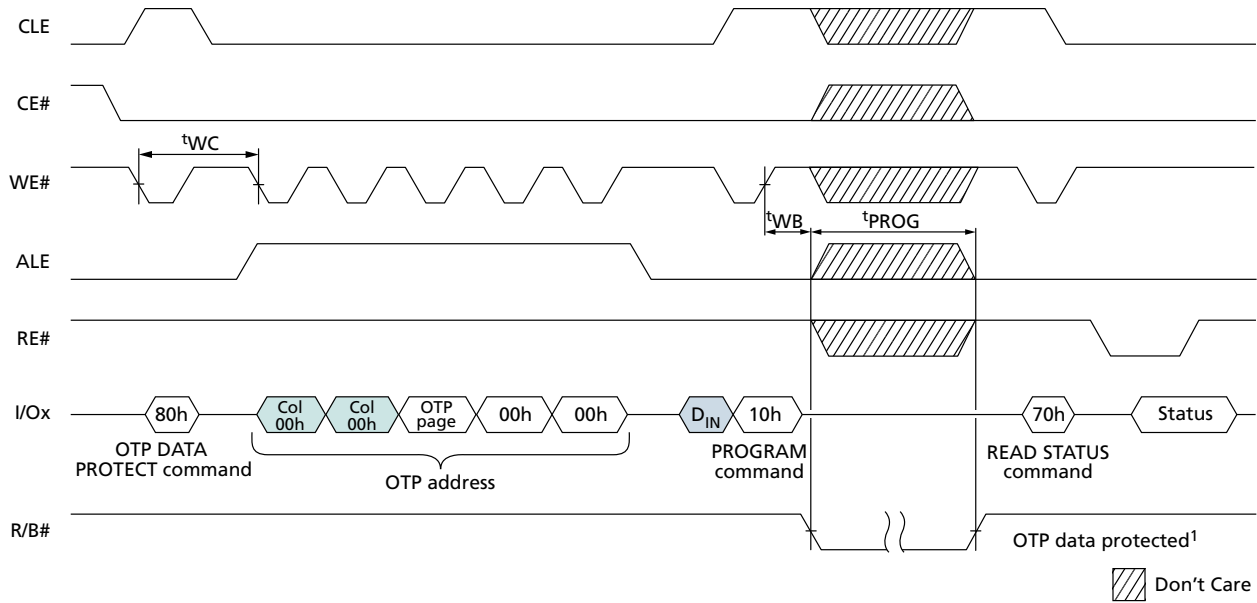 CLE
CE#
tWC
WE#
tWB
tPROG
ALE
RE#
I/Ox
80h
Col
00h
Col
00h
OTP
page
00h
00h
DIN
10h
70h
Status
OTP DATA
PROTECT command
OTP address
PROGRAM
command
READ STATUS
command
R/B#
OTP data protected1
Don't Care